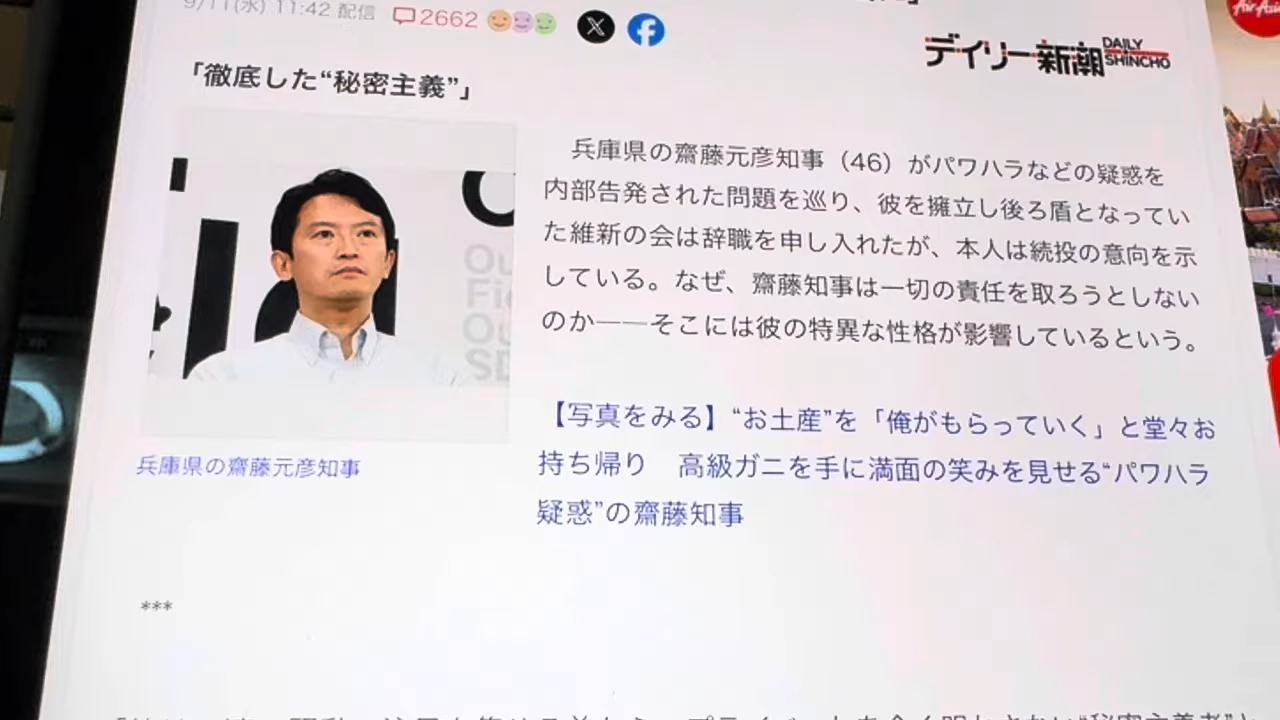 9/11(水) 11:42 配信 2662
デイリー新潮 DAILY SHINCHO
AirAsia
「徹底した“秘密主義”」
兵庫県の齋藤元彦知事（46）がパワハラなどの疑惑を
内部告発された問題を巡り、彼を擁立し後ろ盾となってい
た維新の会は辞職を申し入れたが、本人は続投の意向を示
している。なぜ、齋藤知事は一切の責任を取ろうとしない
のか――そこには彼の特異な性格が影響しているという。
Ou
Fi
Ou
SD
兵庫県の齋藤元彦知事
【写真をみる】“お土産”を「俺がもらっていく」と堂々お
持ち帰り　高級ガニを手に満面の笑みを見せる“パワハラ
疑惑”の齋藤知事
***